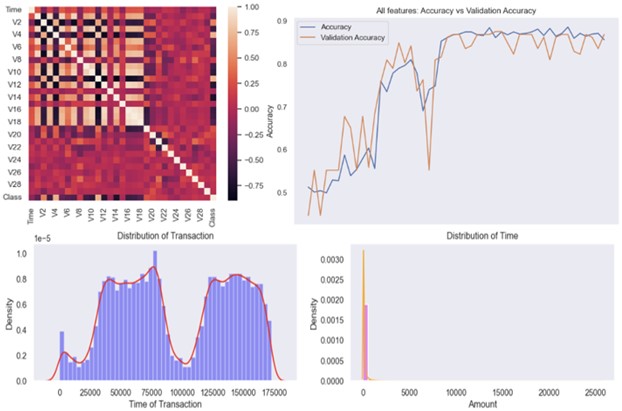 All features: Accuracy vs Validation Accuracy
Time
V2
V4
V6
V8
V10
V12
V14
V16
V18
V20
V22
V24
V26
V28
Class
1.00
0.75
0.50
0.25
0.00
-0.25
-0.50
-0.75
Time V2 V4 V6 V8 V10 V12 V14 V16 V18 V20 V22 V24 V26 V28 Class
Accuracy
0.9
0.8
0.7
0.6
0.5
Accuracy
Validation Accuracy
Distribution of Transaction
1e-5
Density
1.0
0.8
0.6
0.4
0.2
0.0
0 25000 50000 75000 100000 125000 150000 175000
Time of Transaction
Distribution of Time
Density
0.0030
0.0025
0.0020
0.0015
0.0010
0.0005
0.0000
0 5000 10000 15000 20000 25000
Amount